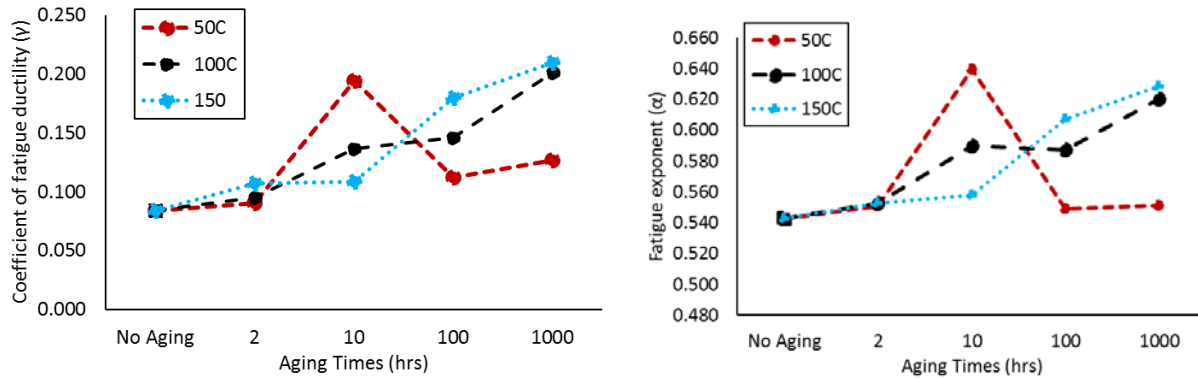 Coefficient of fatigue ductility (γ)
0.250
0.200
0.150
0.100
0.050
0.000
50C
100C
150
No Aging 2 10 100 1000
Aging Times (hrs)
Fatigue exponent (α)
0.660
0.640
0.620
0.600
0.580
0.560
0.540
0.520
0.500
0.480
50C
100C
150C
No Aging 2 10 100 1000
Aging Times (hrs)